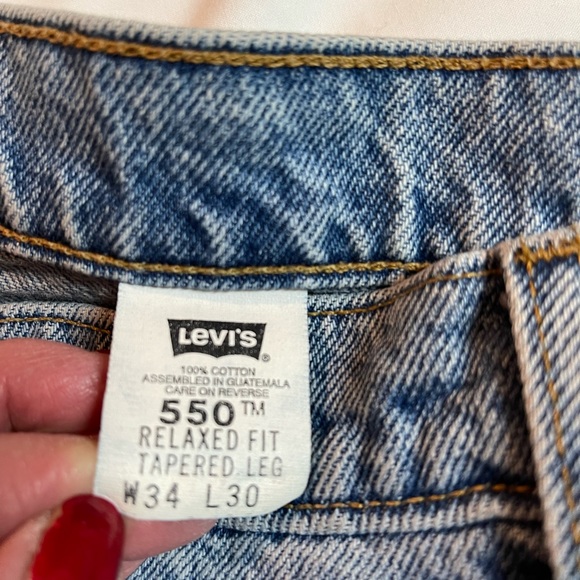 LEVI'S ®
100% COTTON
ASSEMBLED IN GUATEMALA
CARE ON REVERSE
550™
RELAXED FIT
TAPERED LEG
W34 L30